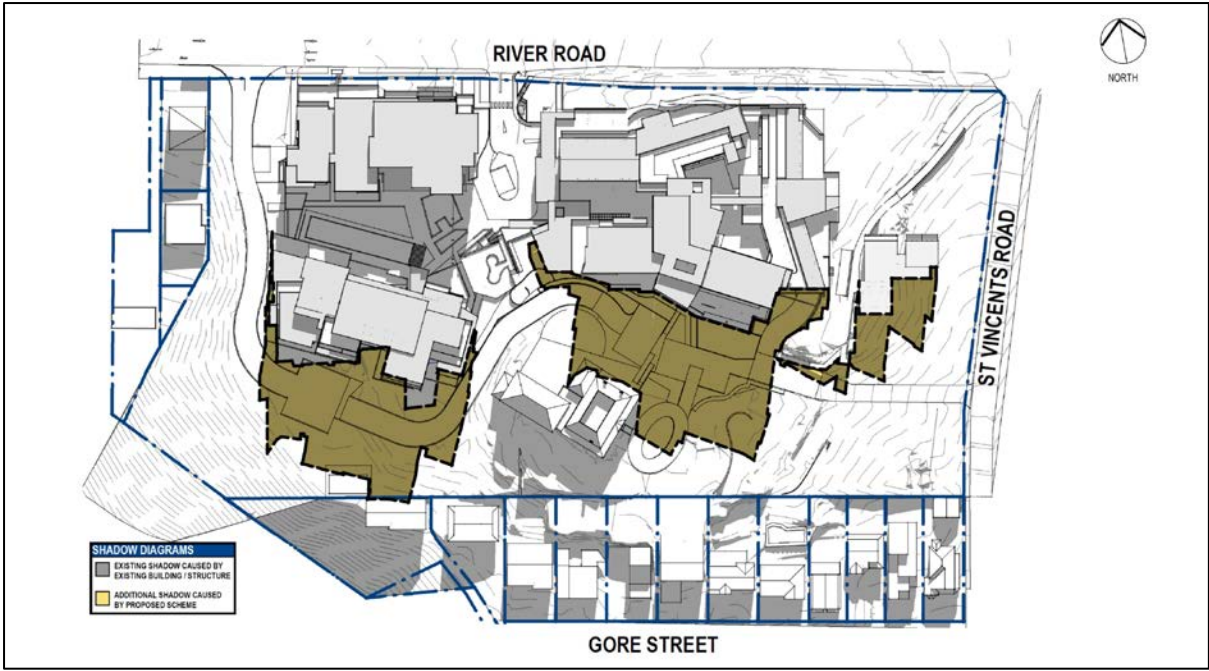 RIVER ROAD
NORTH
ST VINCENTS ROAD
SHADOW DIAGRAMS
EXISTING SHADOW CAUSED BY
EXISTING BUILDING / STRUCTURE
ADDITIONAL SHADOW CAUSED
BY PROPOSED SCHEME
GORE STREET